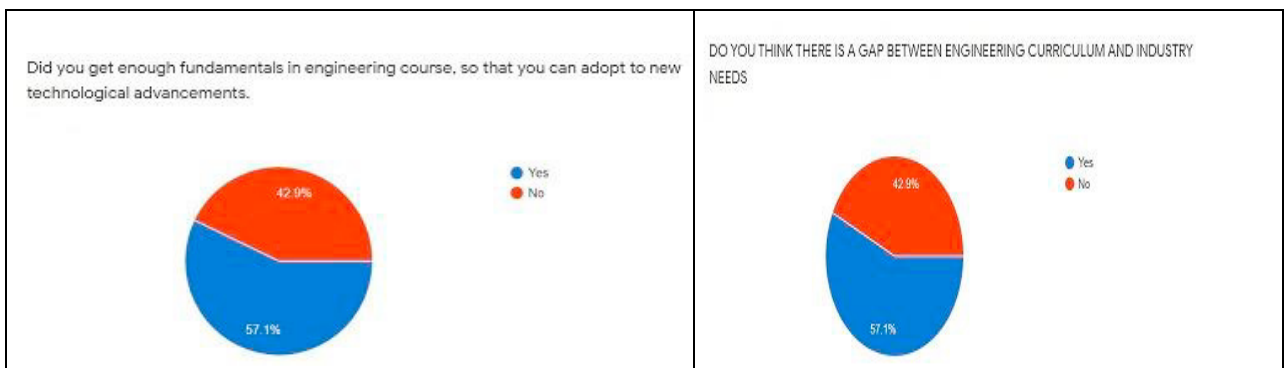 Did you get enough fundamentals in engineering course, so that you can adopt to new
technological advancements.
42.9%
57.1%
Yes
No
DO YOU THINK THERE IS A GAP BETWEEN ENGINEERING CURRICULUM AND INDUSTRY
NEEDS
42.9%
57.1%
Yes
No